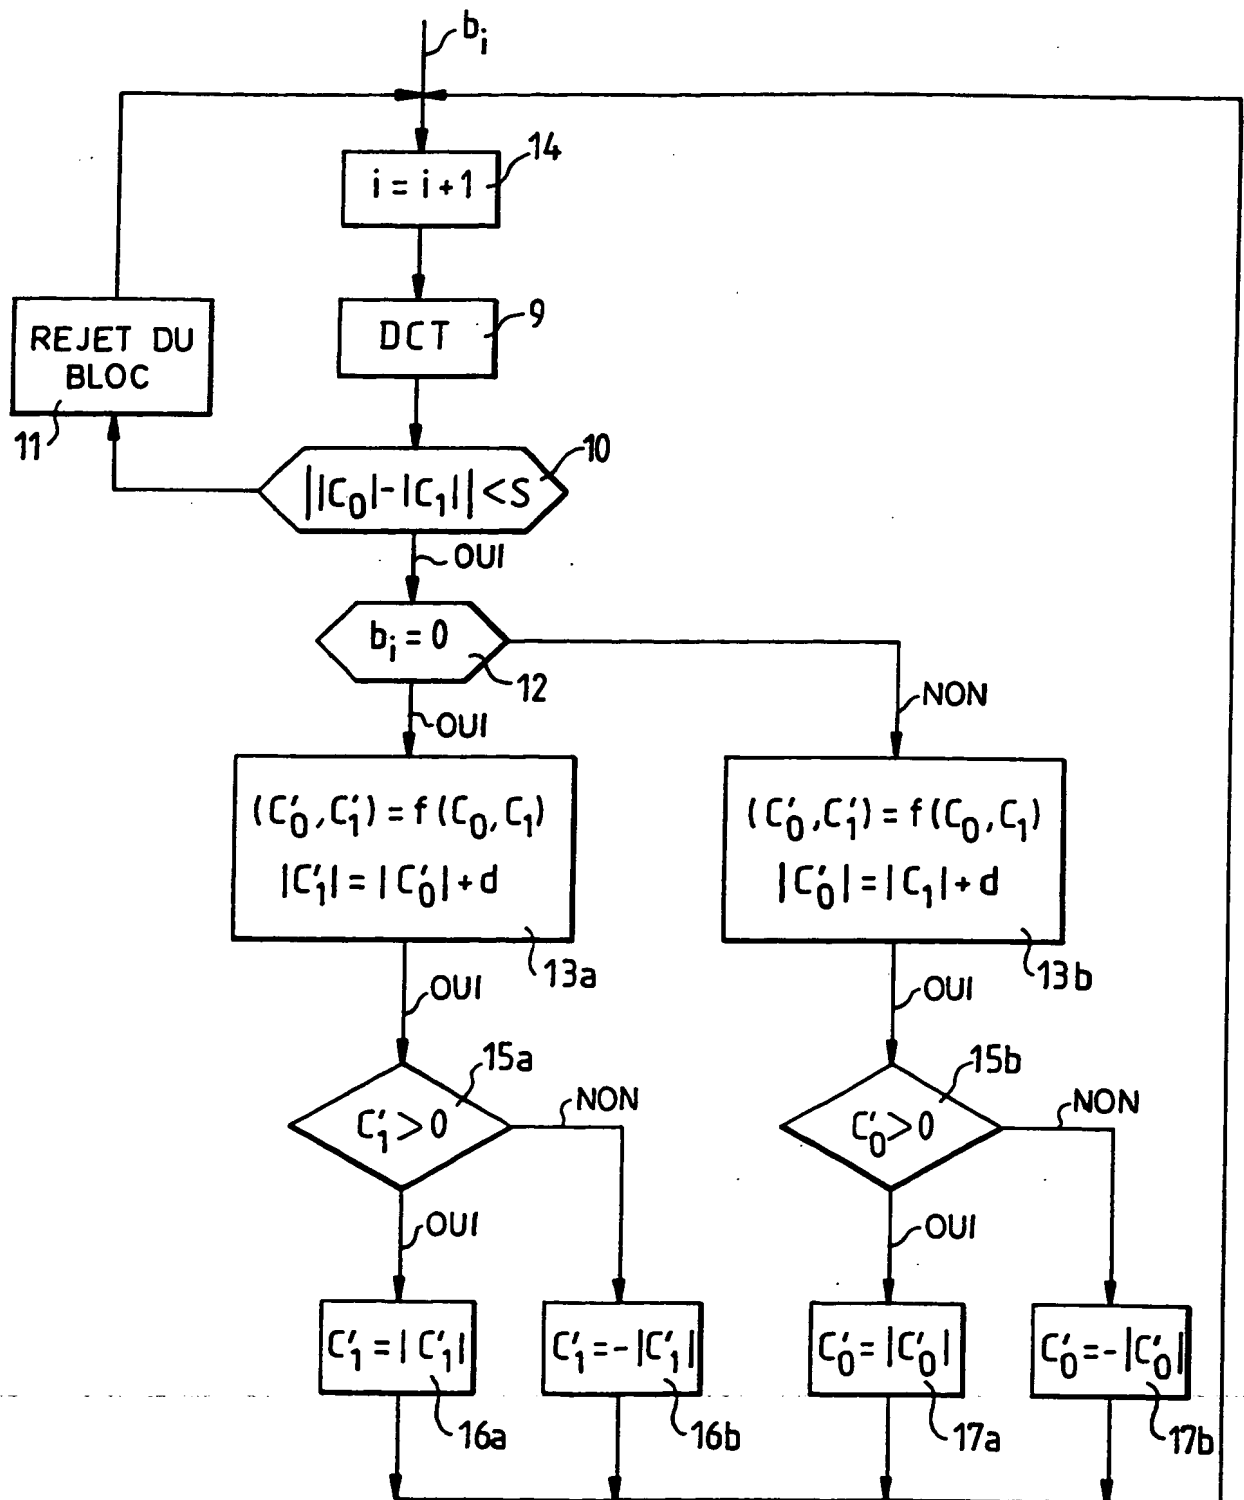 bᵢ
14
i = i + 1
9
DCT
REJET DU
BLOC
11
10
||C₀|-|C₁|| < S
OUI
bᵢ = 0
12
OUI
NON
(C'₀, C'₁) = f (C₀, C₁)
|C'₁| = |C'₀| + d
13a
(C'₀, C'₁) = f (C₀, C₁)
|C'₀| = |C₁| + d
13b
OUI
OUI
15a
C'₁ > 0
NON
15b
C'₀ > 0
NON
OUI
OUI
C'₁ = |C'₁|
16a
C'₁ = -|C'₁|
16b
C'₀ = |C'₀|
17a
C'₀ = -|C'₀|
17b